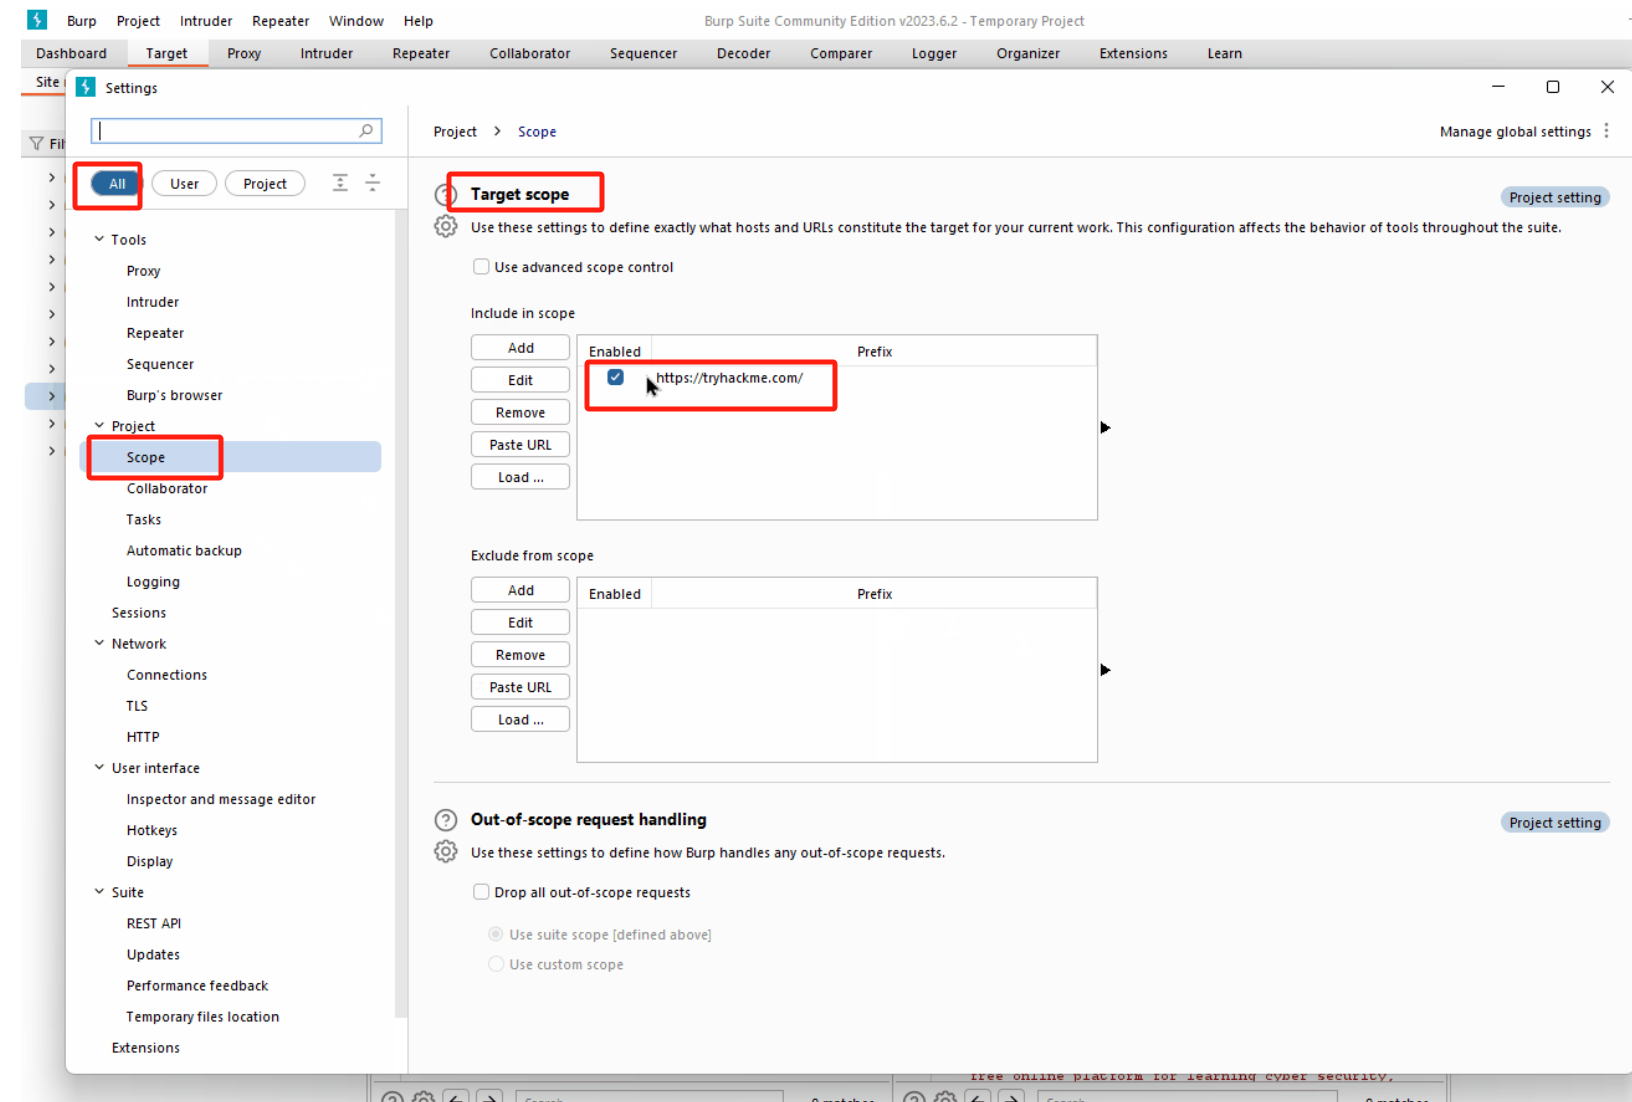 Burp Project Intruder Repeater Window Help Burp Suite Community Edition v2023.6.2 - Temporary Project
Dashboard Target Proxy Intruder Repeater Collaborator Sequencer Decoder Comparer Logger Organizer Extensions Learn
Site
Settings
Project > Scope Manage global settings
Fil
All User Project
Target scope Project setting
Use these settings to define exactly what hosts and URLs constitute the target for your current work. This configuration affects the behavior of tools throughout the suite.
Tools
Proxy
Intruder
Repeater
Sequencer
Burp's browser
Project
Scope
Collaborator
Tasks
Automatic backup
Logging
Sessions
Network
Connections
TLS
HTTP
User interface
Inspector and message editor
Hotkeys
Display
Suite
REST API
Updates
Performance feedback
Temporary files location
Extensions
Use advanced scope control
Include in scope
Add
Edit
Remove
Paste URL
Load ...
Enabled Prefix
https://tryhackme.com/
Exclude from scope
Add
Edit
Remove
Paste URL
Load ...
Enabled Prefix
Out-of-scope request handling Project setting
Use these settings to define how Burp handles any out-of-scope requests.
Drop all out-of-scope requests
Use suite scope [defined above]
Use custom scope
free online platform for learning cyber security,